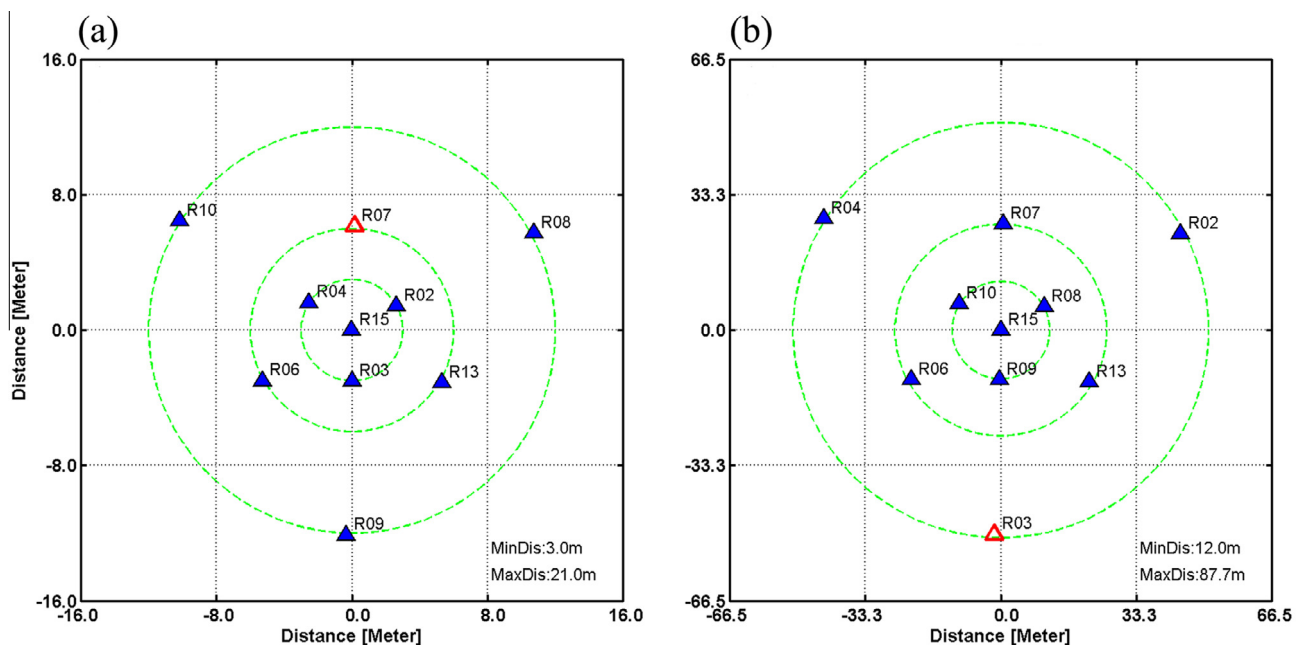 (a)
16.0
8.0
0.0
-8.0
-16.0
Distance [Meter]
R10
R07
R08
R04
R02
R15
R06
R03
R13
R09
MinDis:3.0m
MaxDis:21.0m
-16.0 -8.0 0.0 8.0 16.0
Distance [Meter]
(b)
66.5
33.3
0.0
-33.3
-66.5
R04
R07
R02
R10
R08
R15
R06
R09
R13
R03
MinDis:12.0m
MaxDis:87.7m
-66.5 -33.3 0.0 33.3 66.5
Distance [Meter]